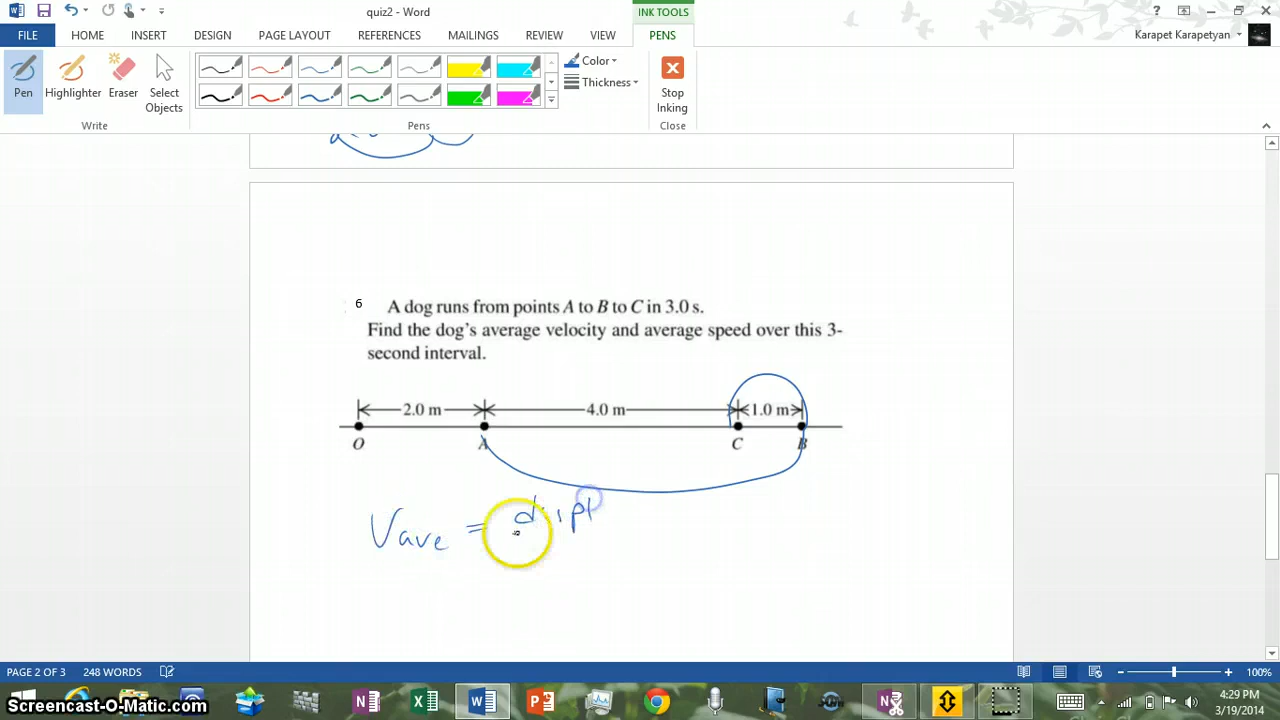 quiz2 - Word
INK TOOLS
FILE HOME INSERT DESIGN PAGE LAYOUT REFERENCES MAILINGS REVIEW VIEW PENS
Karapet Karapetyan
Pen Highlighter Eraser Select Objects
Color
Thickness
Stop Inking
Write Pens Close
6 A dog runs from points A to B to C in 3.0 s.
Find the dog's average velocity and average speed over this 3-
second interval.
2.0 m 4.0 m 1.0 m
O A C B
Vave = displ
PAGE 2 OF 3 248 WORDS 100%
Screencast-O-Matic.com
4:29 PM
3/19/2014